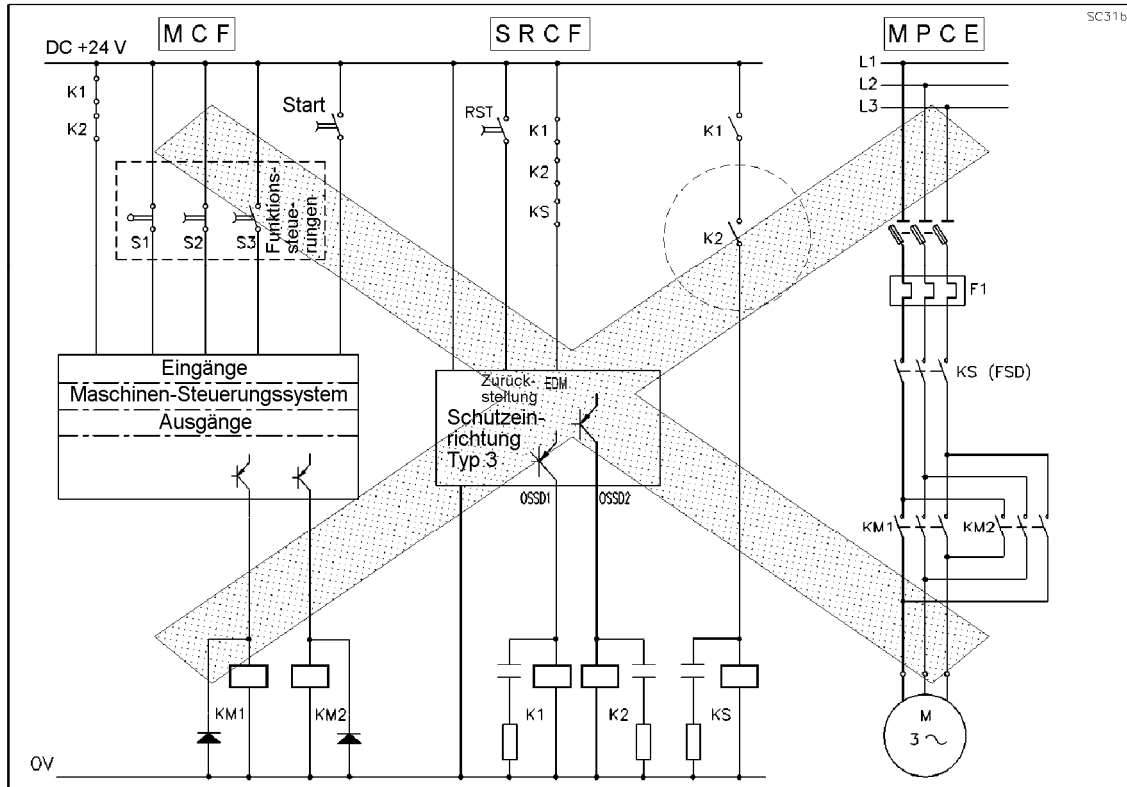 SC31b
M C F
S R C F
M P C E
DC +24 V
L1
L2
L3
K1
K2
Start
RST
K1
K2
KS
K1
K2
S1
S2
S3
Funktions-
steue-
rungen
F1
KS (FSD)
Eingänge
Maschinen-Steuerungssystem
Ausgänge
Zurück-
stellung
EDM
Schutzein-
richtung
Typ 3
OSSD1
OSSD2
KM1
KM2
KM1
KM2
K1
K2
KS
M
3 ~
0V